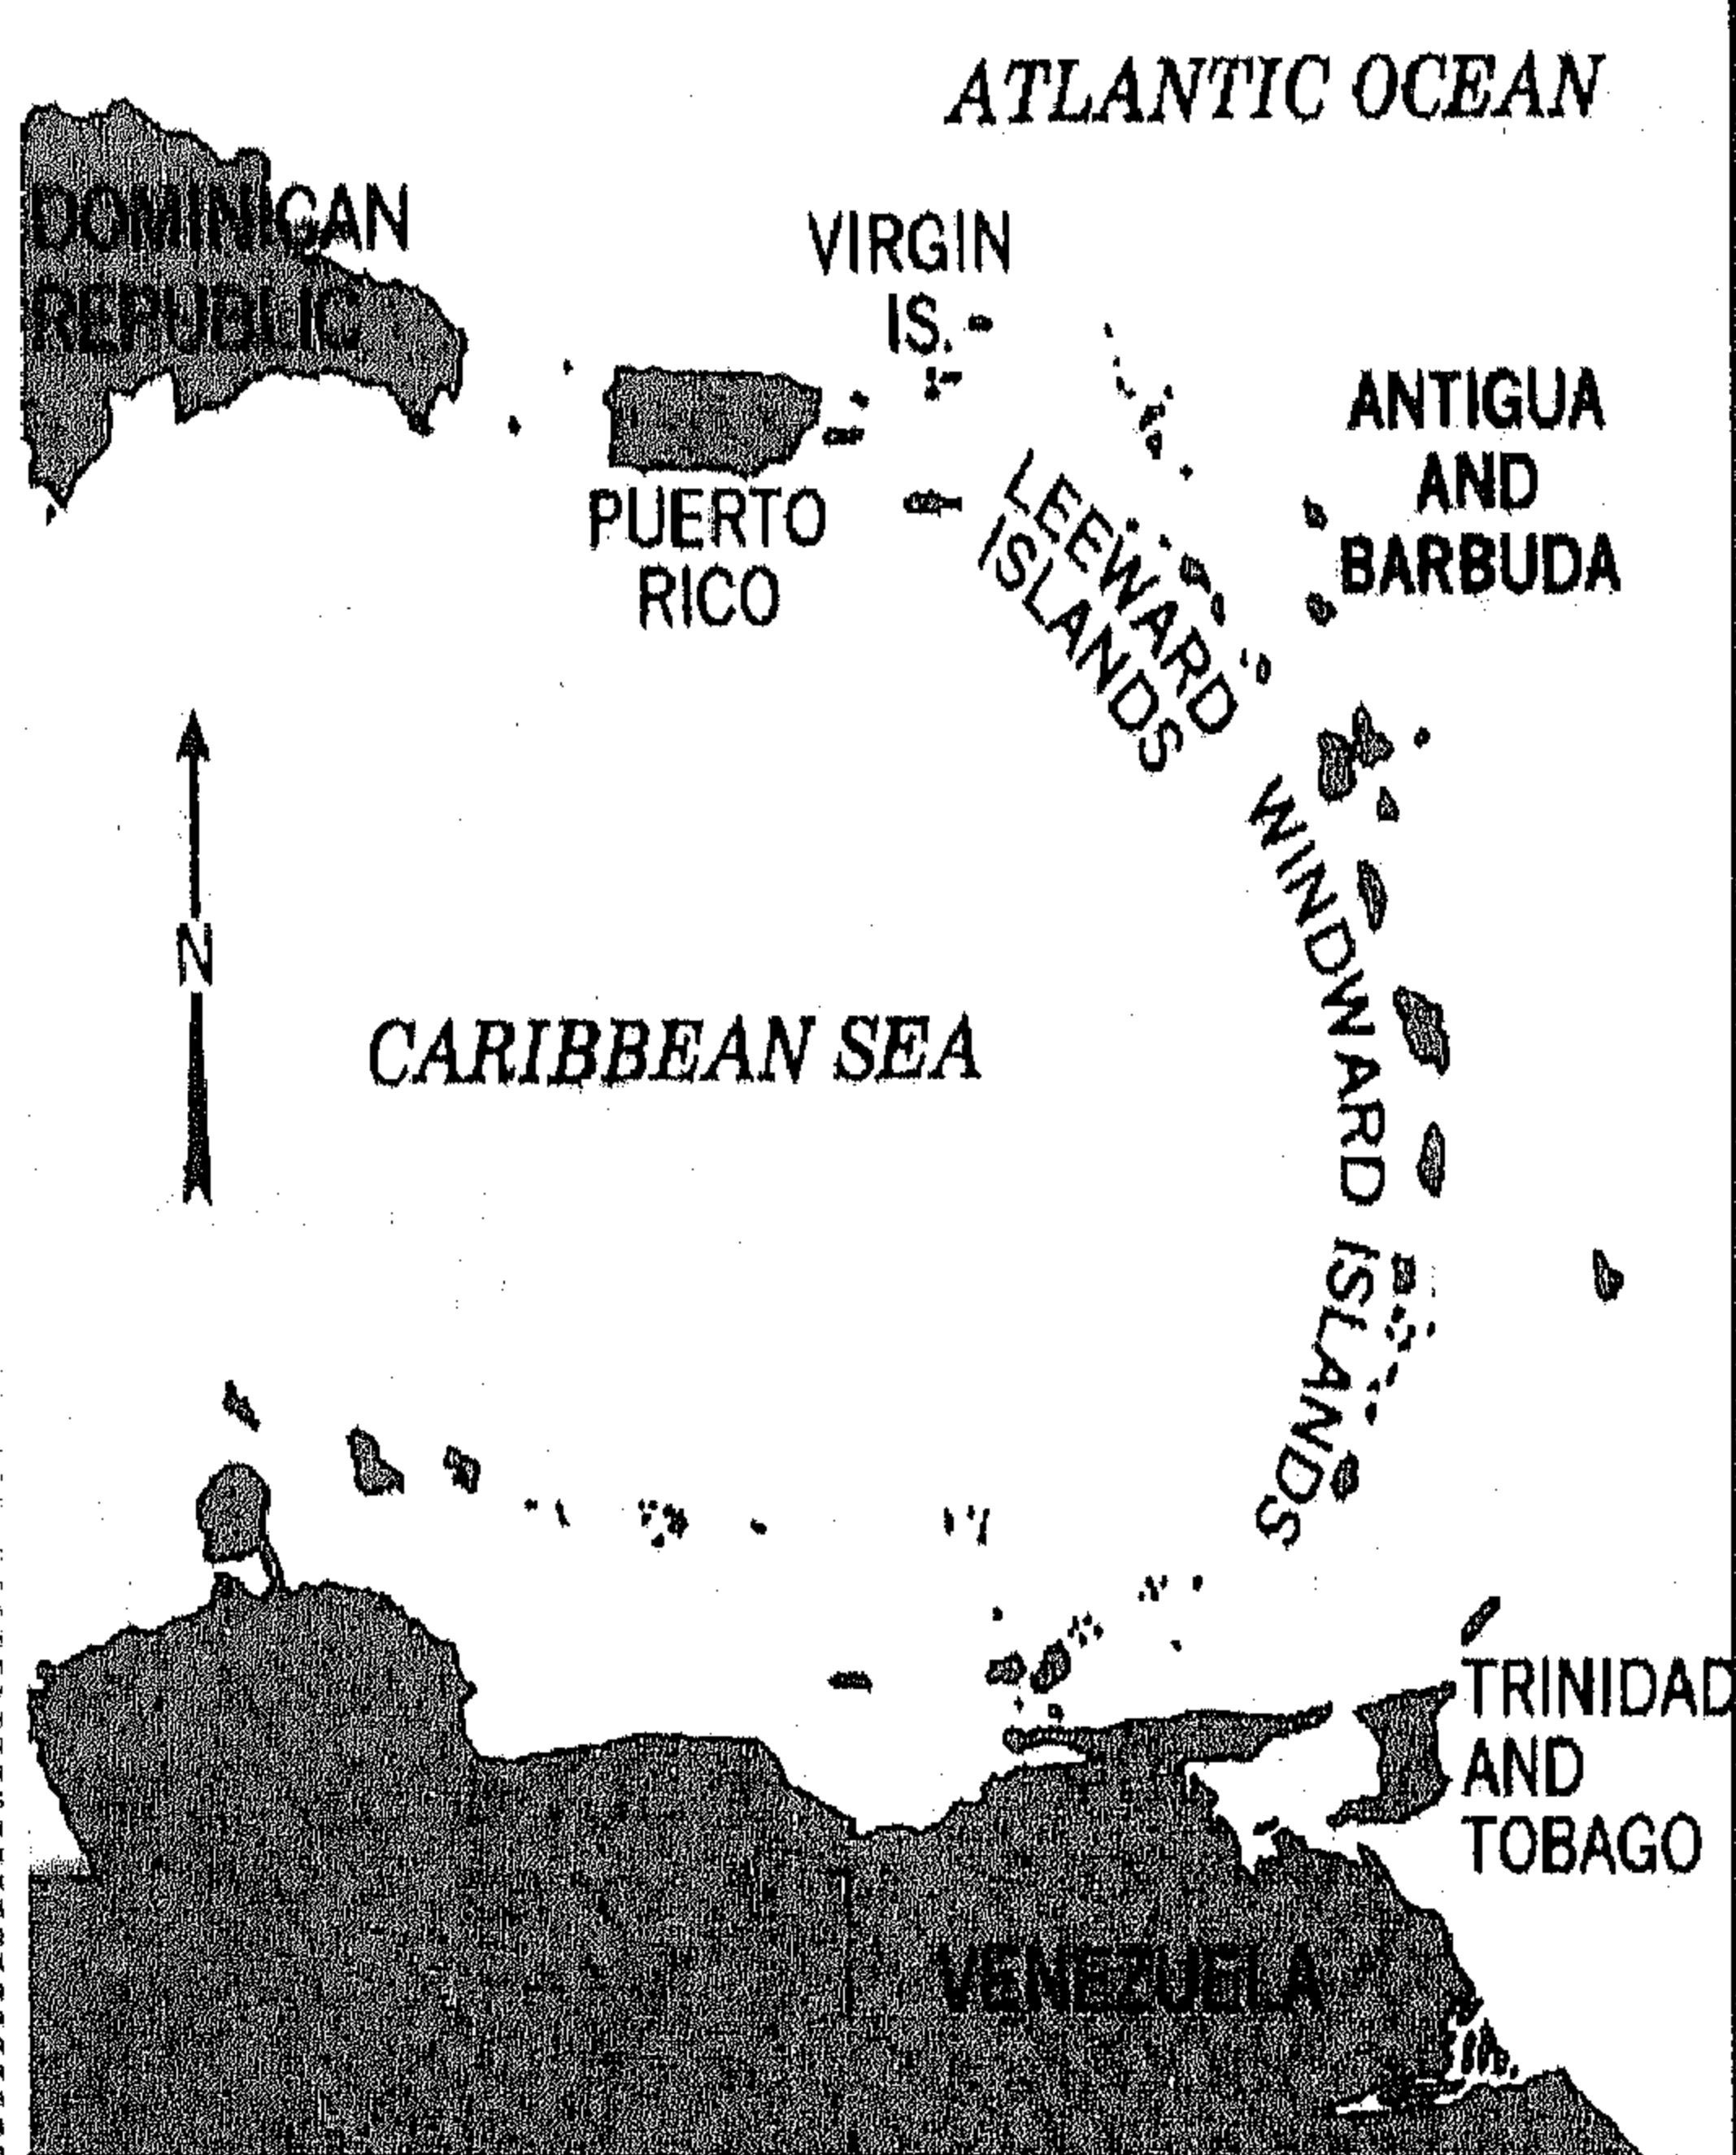 ATLANTIC OCEAN
DOMINICAN
REPUBLIC
VIRGIN
IS.
ANTIGUA
AND
BARBUDA
PUERTO
RICO
LEEWARD
ISLANDS
WINDWARD ISLANDS
N
CARIBBEAN SEA
TRINIDAD
AND
TOBAGO
VENEZUELA